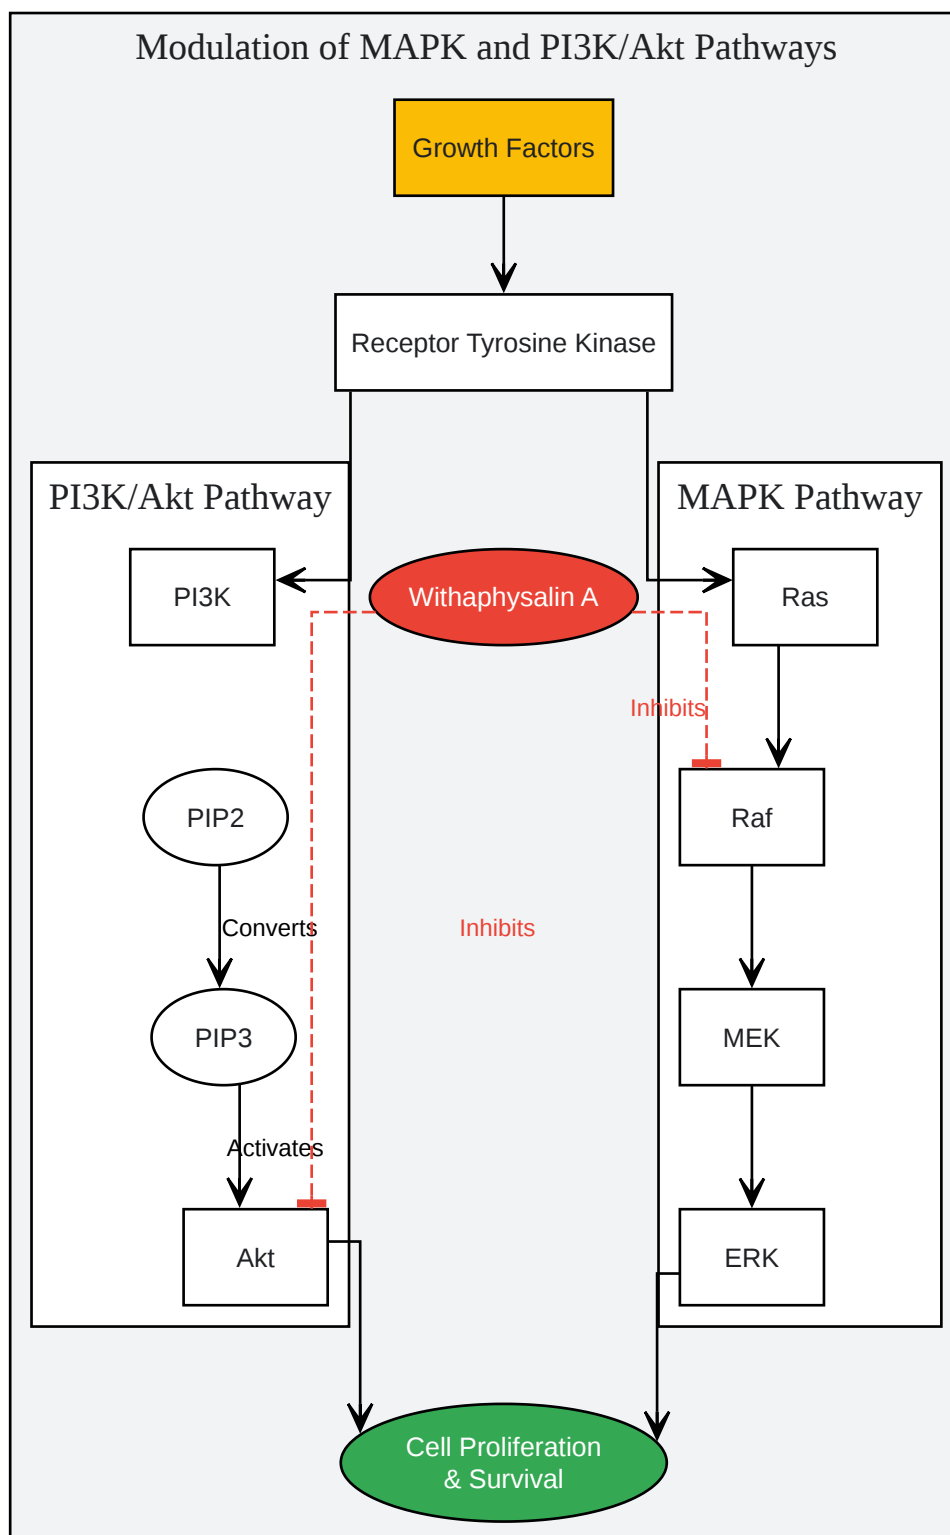 Modulation of MAPK and PI3K/Akt Pathways
Growth Factors
Receptor Tyrosine Kinase
PI3K/Akt Pathway
MAPK Pathway
PI3K
Withaphysalin A
Ras
Inhibits
PIP2
Raf
Converts
Inhibits
PIP3
MEK
Activates
Akt
ERK
Cell Proliferation
& Survival